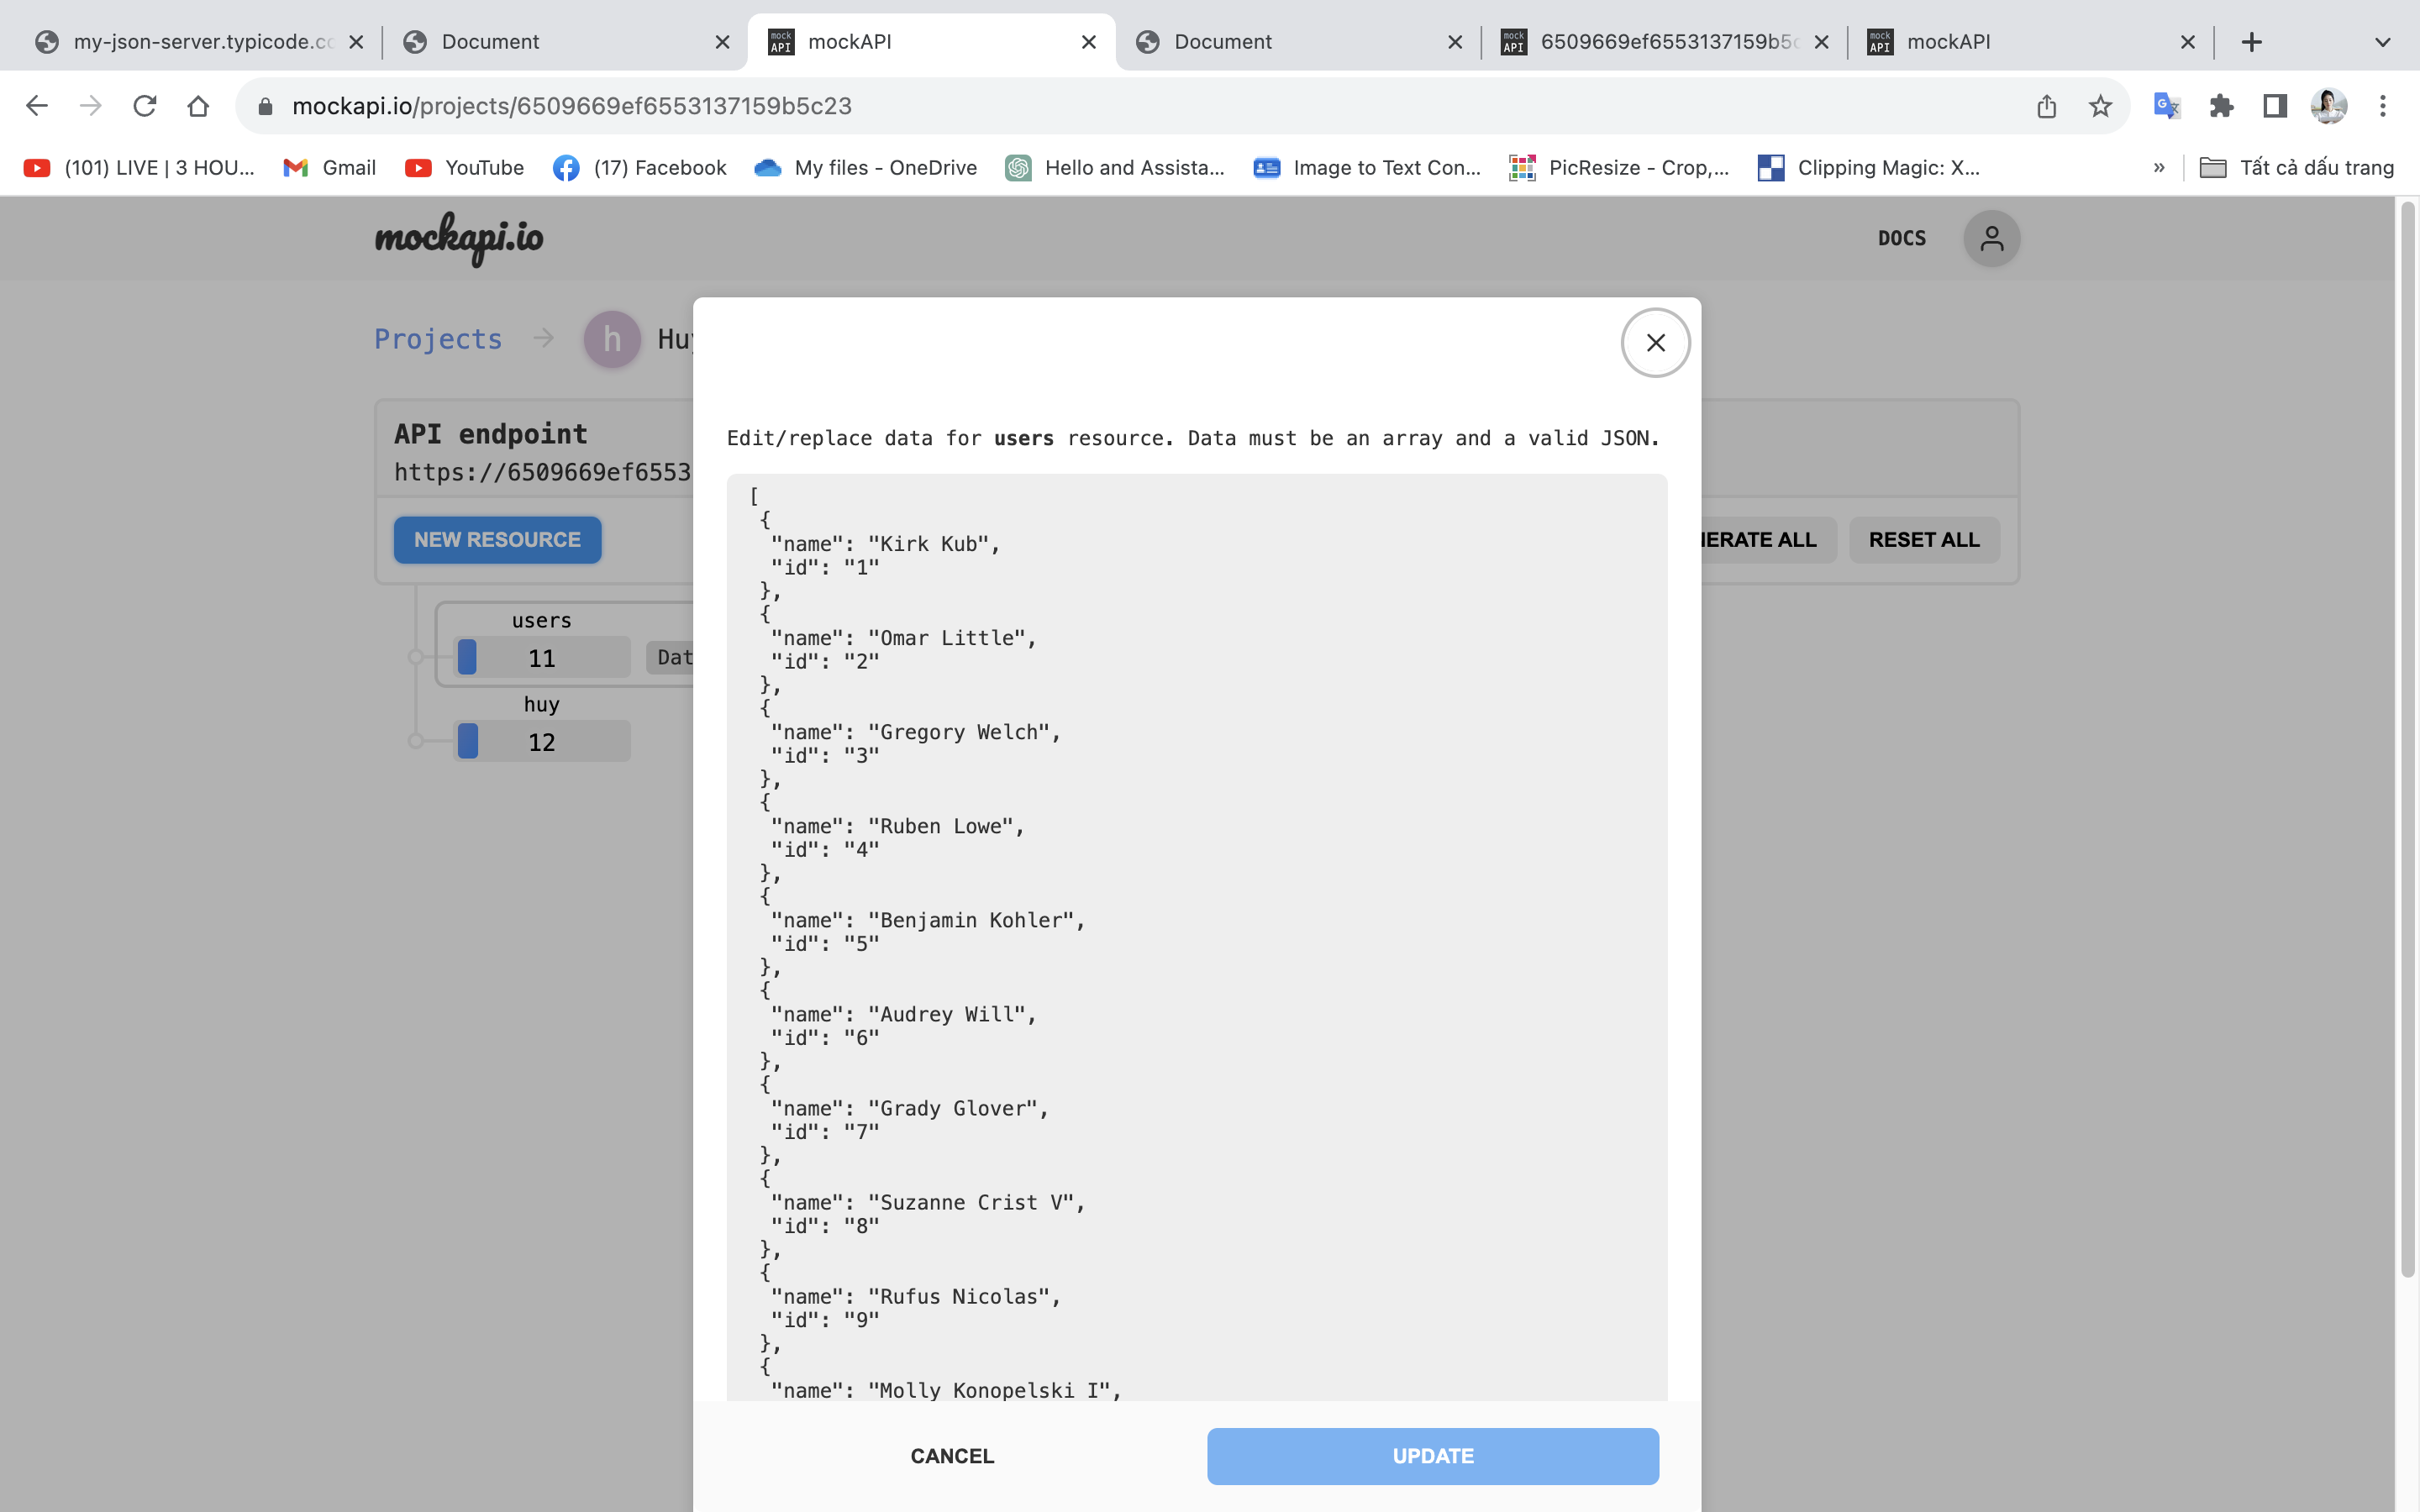 my-json-server.typicode.cc
Document
mockAPI
Document
6509669ef6553137159b5c
mockAPI
mockapi.io/projects/6509669ef6553137159b5c23
(101) LIVE | 3 HOU...
Gmail
YouTube
(17) Facebook
My files - OneDrive
Hello and Assista...
Image to Text Con...
PicResize - Crop,...
Clipping Magic: X...
»
Tất cả dấu trang
mockapi.io
DOCS
Projects
h
Huy
API endpoint
https://6509669ef6553
NEW RESOURCE
NERATE ALL
RESET ALL
users
11
Dat
huy
12
Edit/replace data for users resource. Data must be an array and a valid JSON.
[
{
"name": "Kirk Kub",
"id": "1"
},
{
"name": "Omar Little",
"id": "2"
},
{
"name": "Gregory Welch",
"id": "3"
},
{
"name": "Ruben Lowe",
"id": "4"
},
{
"name": "Benjamin Kohler",
"id": "5"
},
{
"name": "Audrey Will",
"id": "6"
},
{
"name": "Grady Glover",
"id": "7"
},
{
"name": "Suzanne Crist V",
"id": "8"
},
{
"name": "Rufus Nicolas",
"id": "9"
},
{
"name": "Molly Konopelski I",
CANCEL
UPDATE